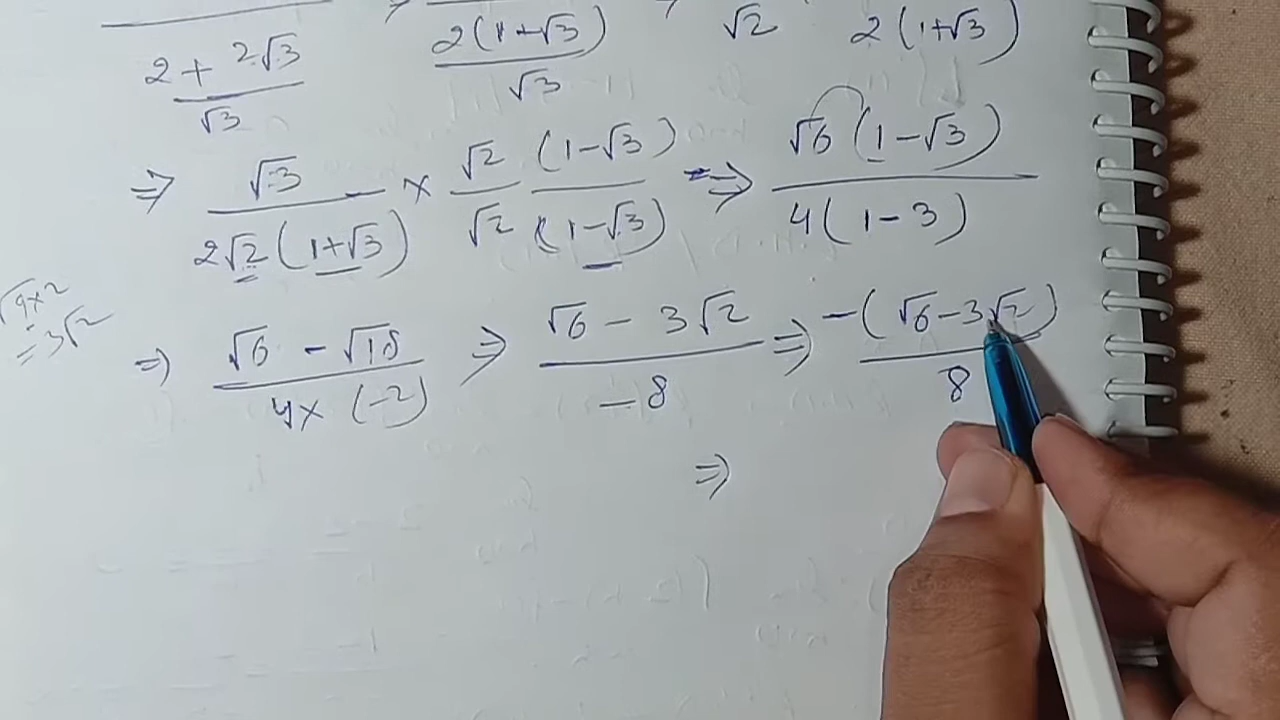 2 + 2√3 / √3 ⇒ 2(1+√3) / √3 √2 2(1+√3)
⇒ √3 / 2√2(1+√3) × √2 / √2 (1-√3) / (1-√3) ⇒ √6(1-√3) / 4(1-3)
√9×2
= 3√2
⇒ √6 - √18 / 4×(-2) ⇒ √6 - 3√2 / -8 ⇒ -(√6-3√2) / 8
⇒